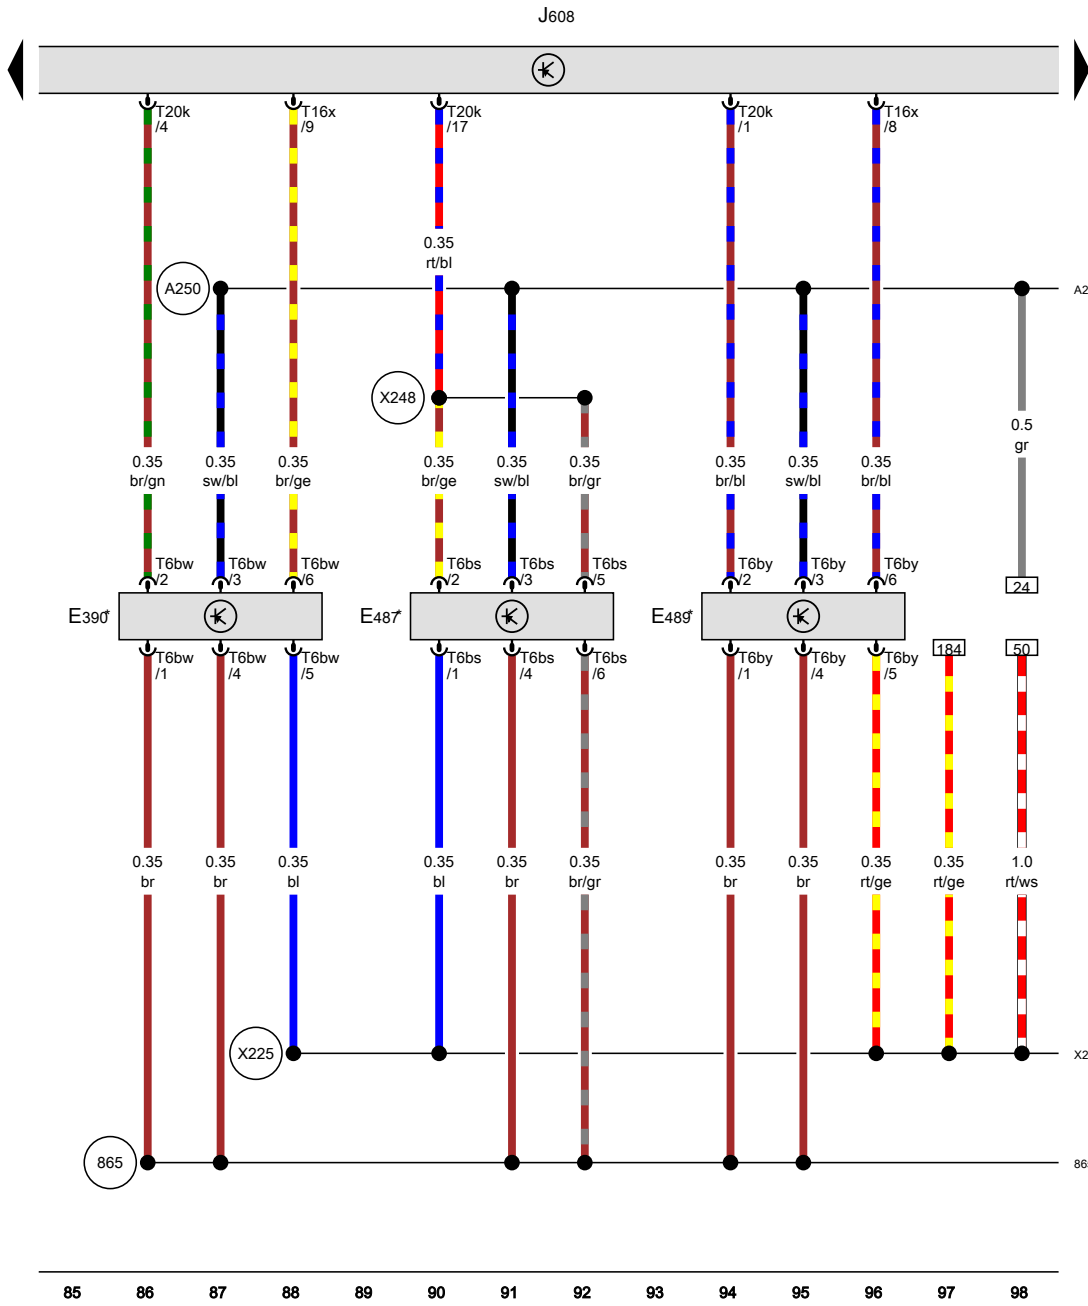 J608
T20k /4
T16x /9
T20k /17
T20k /1
T16x /8
0.35 rt/bl
A250
A2
X248
0.5 gr
0.35 br/gn
0.35 sw/bl
0.35 br/ge
0.35 br/ge
0.35 sw/bl
0.35 br/gr
0.35 br/bl
0.35 sw/bl
0.35 br/bl
T6bw /2
T6bw /3
T6bw /6
T6bs /2
T6bs /3
T6bs /5
T6by /2
T6by /3
T6by /6
24
E390*
E487*
E489*
T6bw /1
T6bw /4
T6bw /5
T6bs /1
T6bs /4
T6bs /6
T6by /1
T6by /4
T6by /5
184
50
0.35 br
0.35 br
0.35 bl
0.35 bl
0.35 br
0.35 br/gr
0.35 br
0.35 br
0.35 rt/ge
0.35 rt/ge
1.0 rt/ws
X225
X2
865
86
85 86 87 88 89 90 91 92 93 94 95 96 97 98